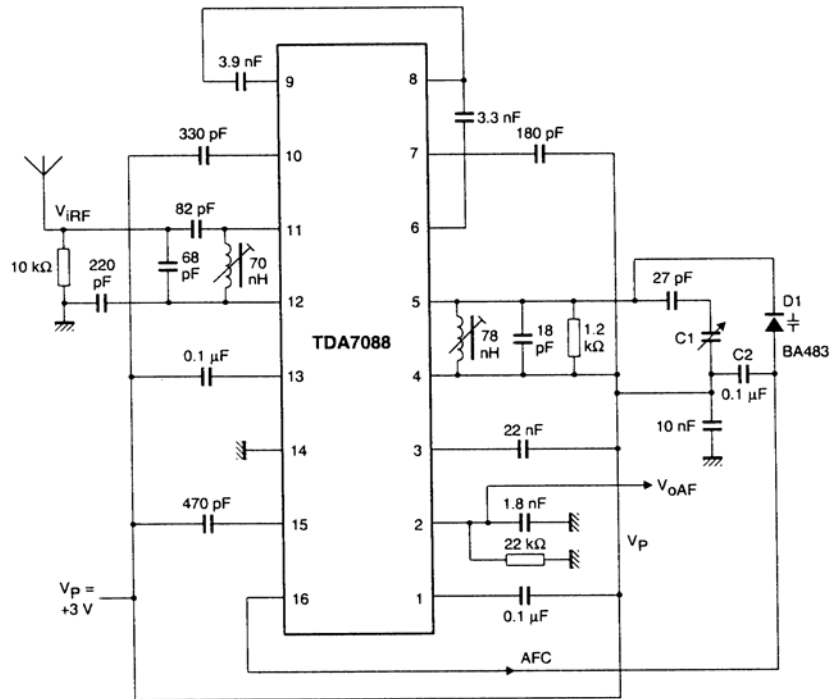 3.9 nF
9
8
3.3 nF
330 pF
180 pF
10
7
ViRF
82 pF
11
6
10 kΩ
220 pF
68 pF
70 nH
12
5
27 pF
D1
BA483
TDA7088
78 nH
18 pF
1.2 kΩ
C1
C2
0.1 µF
0.1 µF
13
4
10 nF
14
3
22 nF
VoAF
470 pF
15
2
1.8 nF
22 kΩ
VP
VP = +3 V
16
1
0.1 µF
AFC